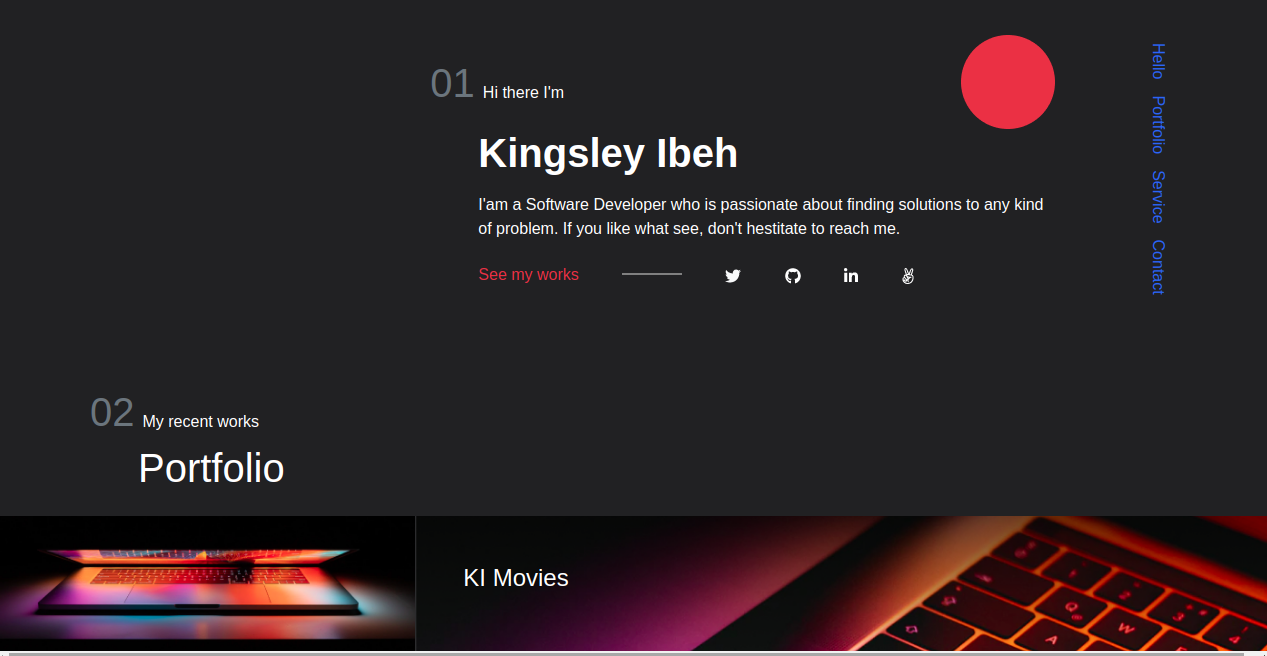 01 Hi there I'm
Kingsley Ibeh
I'am a Software Developer who is passionate about finding solutions to any kind
of problem. If you like what see, don't hestitate to reach me.
See my works
Hello
Portfolio
Service
Contact
02 My recent works
Portfolio
KI Movies
Q
W
A